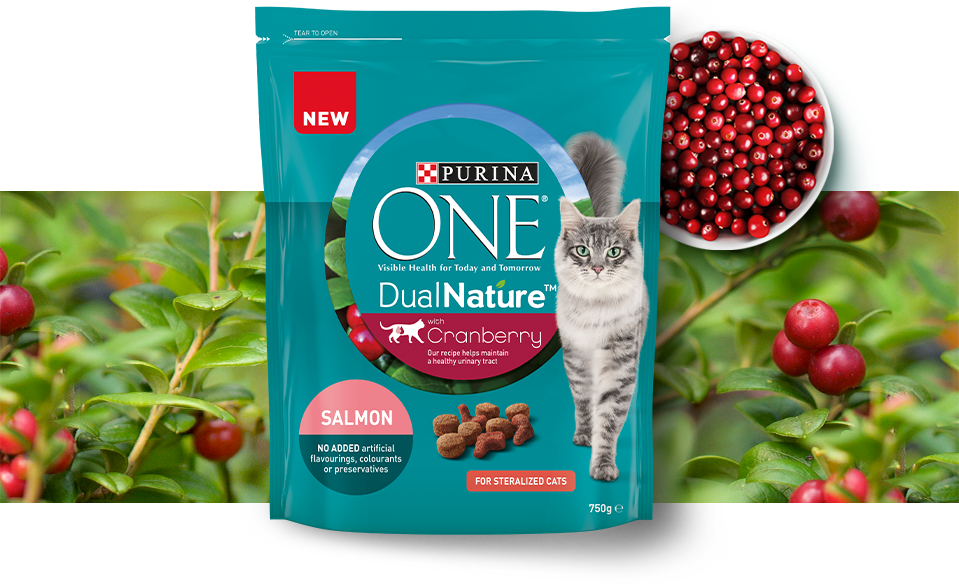 TEAR TO OPEN
NEW
PURINA
ONE®
Visible Health for Today and Tomorrow
DualNature™
with
Cranberry
Our recipe helps maintain
a healthy urinary tract
SALMON
NO ADDED artificial
flavourings, colourants
or preservatives
FOR STERALIZED CATS
750g ℮